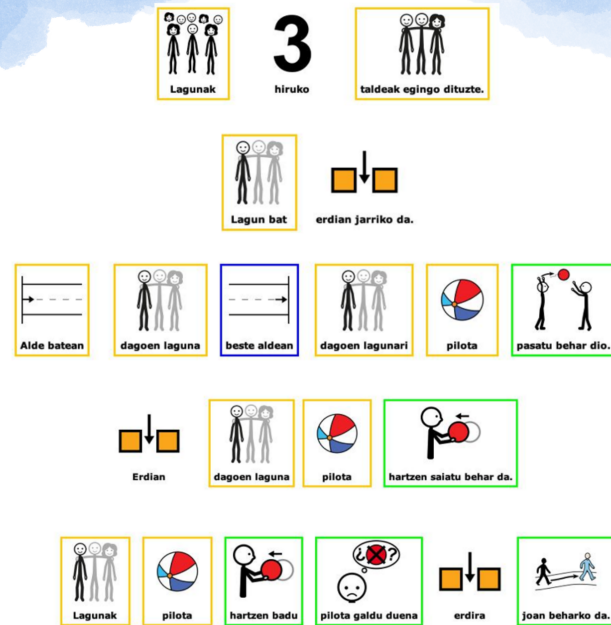 3
Lagunak hiruko taldeak egingo dituzte.
Lagun bat erdian jarriko da.
Alde batean dagoen laguna beste aldean dagoen lagunari pilota pasatu behar dio.
Erdian dagoen laguna pilota hartzen saiatu behar da.
¿ ?
Lagunak pilota hartzen badu pilota galdu duena erdira joan beharko da.